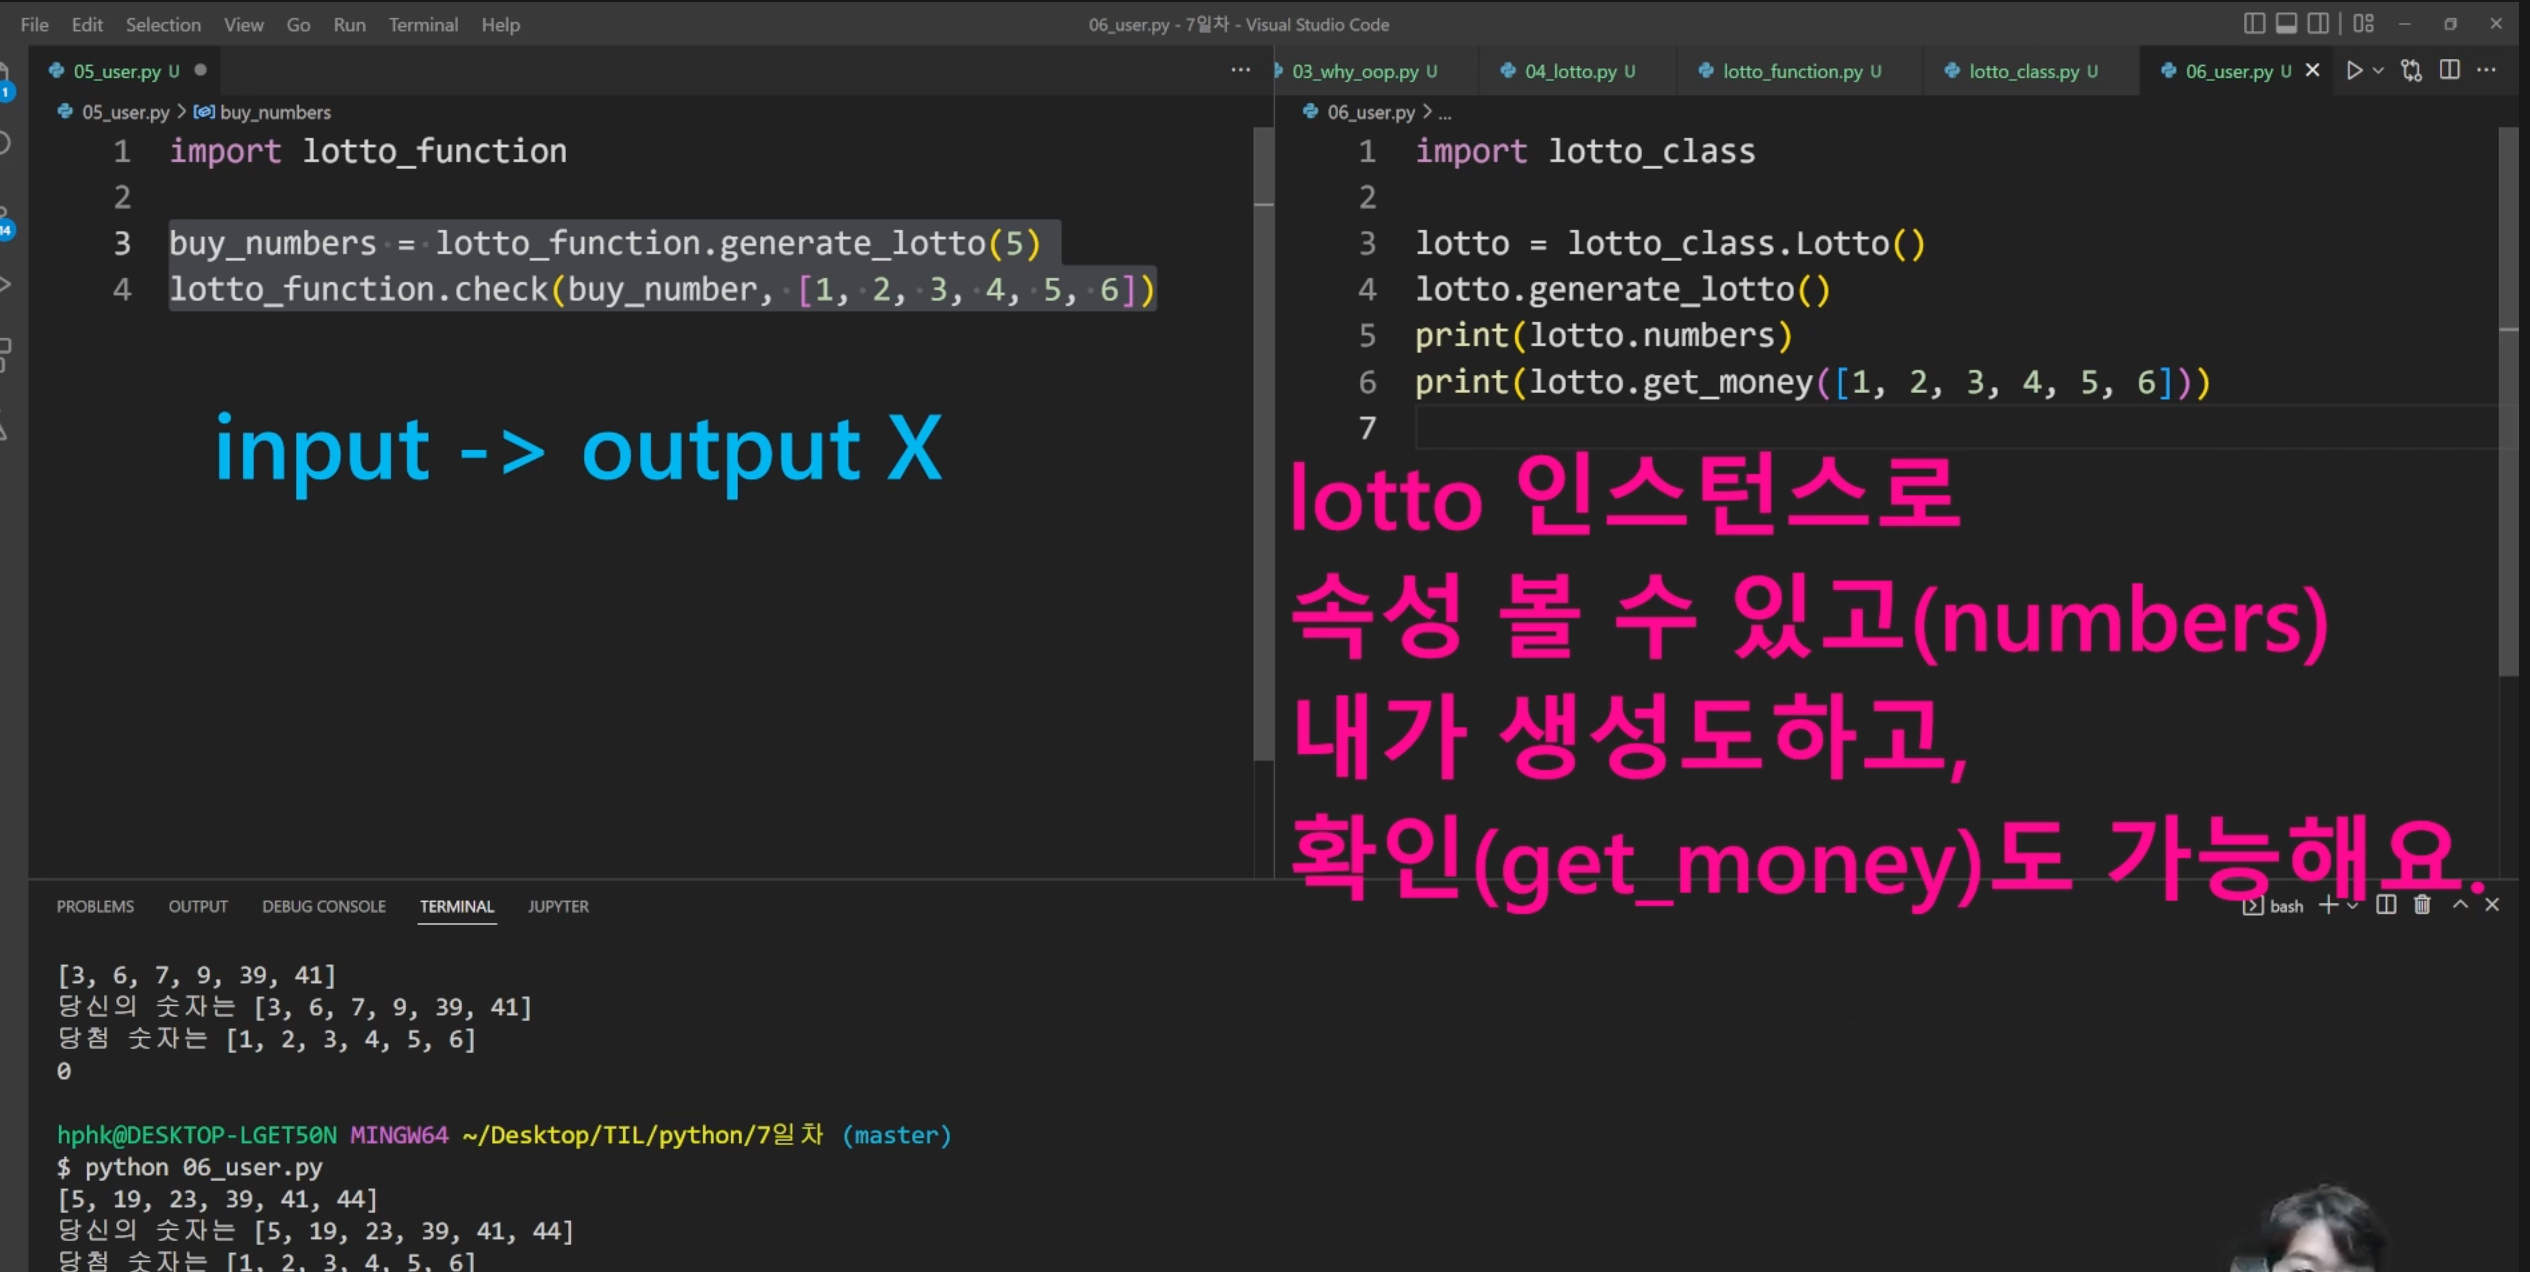 File Edit Selection View Go Run Terminal Help
06_user.py - 7일차 - Visual Studio Code
05_user.py U
05_user.py > buy_numbers
1 import lotto_function
2
3 buy_numbers = lotto_function.generate_lotto(5)
4 lotto_function.check(buy_number, [1, 2, 3, 4, 5, 6])
input -> output X
03_why_oop.py U 04_lotto.py U lotto_function.py U lotto_class.py U 06_user.py U
06_user.py > ...
1 import lotto_class
2
3 lotto = lotto_class.Lotto()
4 lotto.generate_lotto()
5 print(lotto.numbers)
6 print(lotto.get_money([1, 2, 3, 4, 5, 6]))
7
lotto 인스턴스로
속성 볼 수 있고(numbers)
내가 생성도하고,
확인(get_money)도 가능해요.
1
14
PROBLEMS OUTPUT DEBUG CONSOLE TERMINAL JUPYTER
bash
[3, 6, 7, 9, 39, 41]
당신의 숫자는 [3, 6, 7, 9, 39, 41]
당첨 숫자는 [1, 2, 3, 4, 5, 6]
0
hphk@DESKTOP-LGET50N MINGW64 ~/Desktop/TIL/python/7일차 (master)
$ python 06_user.py
[5, 19, 23, 39, 41, 44]
당신의 숫자는 [5, 19, 23, 39, 41, 44]
당첨 숫자는 [1, 2, 3, 4, 5, 6]